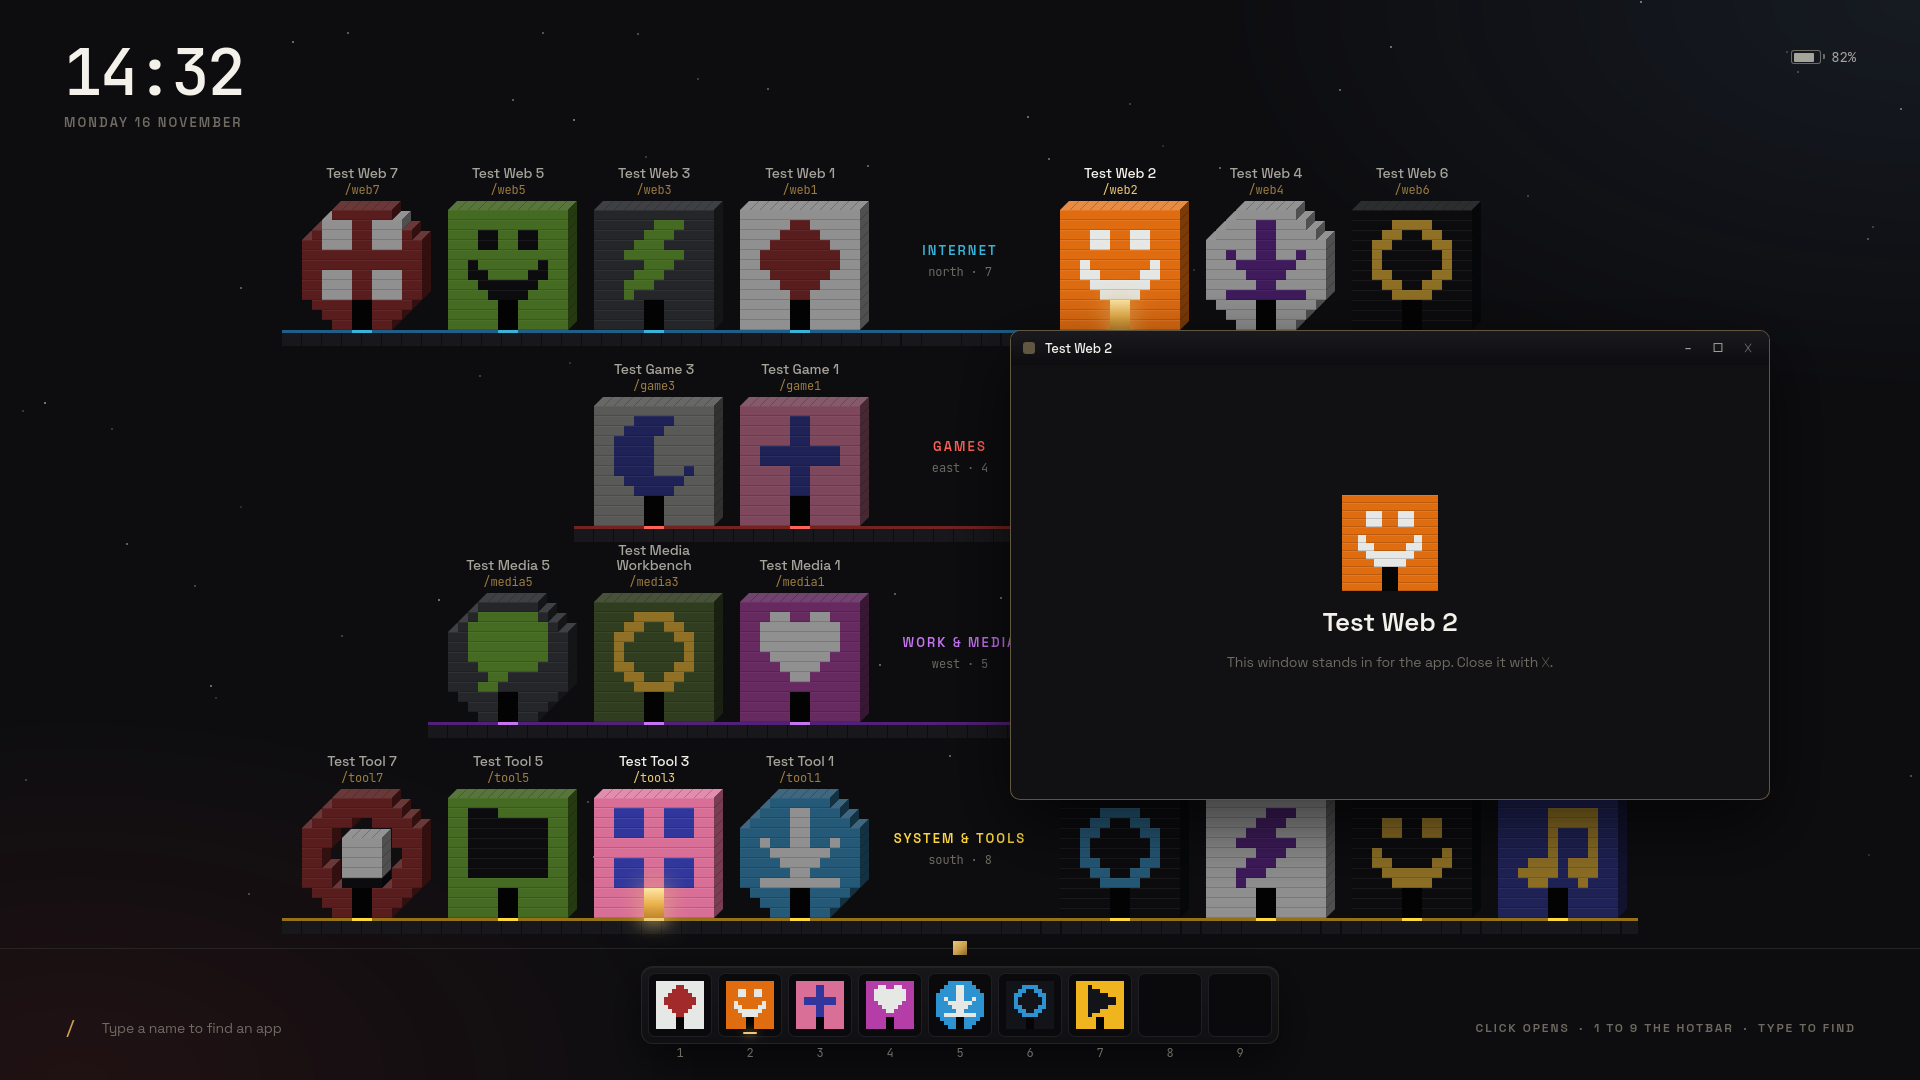 14:32
MONDAY 16 NOVEMBER
82%
Test Web 7
/web7
Test Web 5
/web5
Test Web 3
/web3
Test Web 1
/web1
INTERNET
north · 7
Test Web 2
/web2
Test Web 4
/web4
Test Web 6
/web6
Test Game 3
/game3
Test Game 1
/game1
GAMES
east · 4
Test Media 5
/media5
Test Media
Workbench
/media3
Test Media 1
/media1
WORK & MEDIA
west · 5
Test Web 2
Test Web 2
This window stands in for the app. Close it with X.
Test Tool 7
/tool7
Test Tool 5
/tool5
Test Tool 3
/tool3
Test Tool 1
/tool1
SYSTEM & TOOLS
south · 8
/ Type a name to find an app
1 2 3 4 5 6 7 8 9
CLICK OPENS · 1 TO 9 THE HOTBAR · TYPE TO FIND